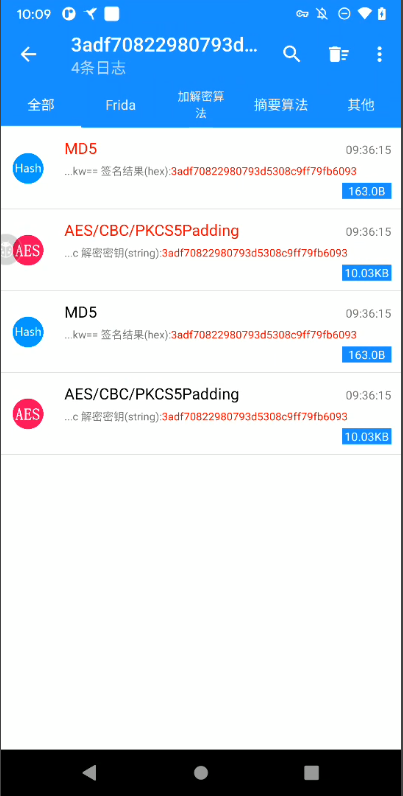 10:09
3adf70822980793d…
4条日志
全部
Frida
加解密算
法
摘要算法
其他
Hash
MD5
09:36:15
...kw== 签名结果(hex):3adf70822980793d5308c9ff79fb6093
163.0B
AES
AES/CBC/PKCS5Padding
09:36:15
...c 解密密钥(string):3adf70822980793d5308c9ff79fb6093
10.03KB
Hash
MD5
09:36:15
...kw== 签名结果(hex):3adf70822980793d5308c9ff79fb6093
163.0B
AES
AES/CBC/PKCS5Padding
09:36:15
...c 解密密钥(string):3adf70822980793d5308c9ff79fb6093
10.03KB